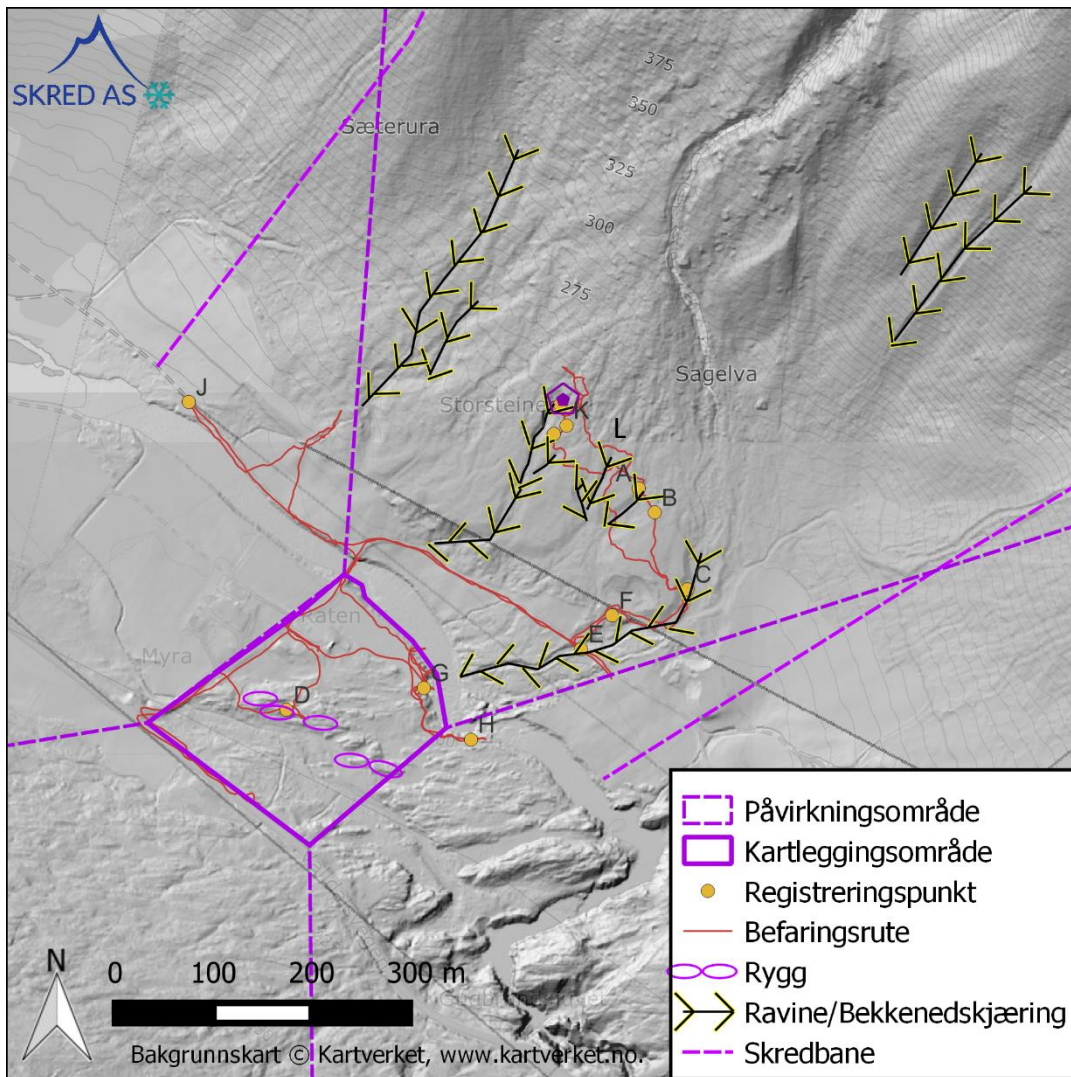 SKRED AS
375
350
Sæterura
325
300
275
Sagelva
J
Storsteine
K
L
A
B
C
F
Raten
E
Myra
G
D
H
Påvirkningsområde
Kartleggingsområde
Registreringspunkt
Befaringsrute
Rygg
Ravine/Bekkenedskjæring
Skredbane
N
0 100 200 300 m
Bakgrunnskart © Kartverket, www.kartverket.no.